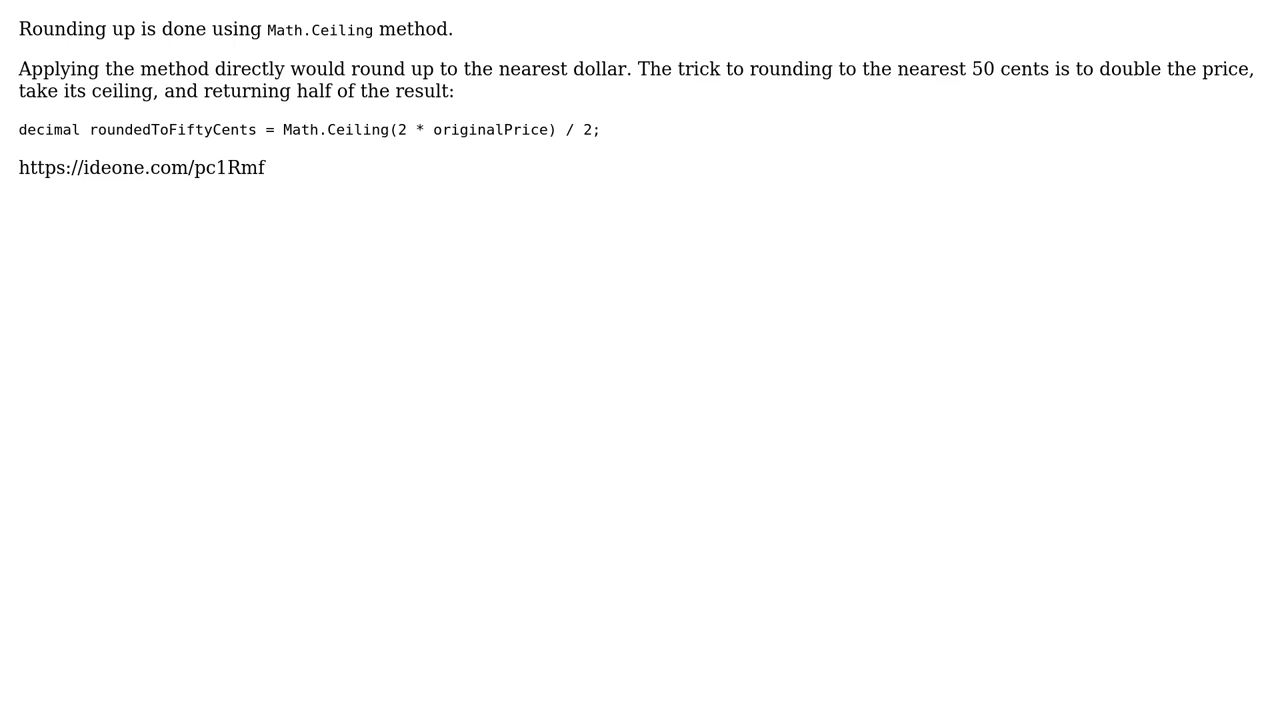 Rounding up is done using Math.Ceiling method.
Applying the method directly would round up to the nearest dollar. The trick to rounding to the nearest 50 cents is to double the price,
take its ceiling, and returning half of the result:
decimal roundedToFiftyCents = Math.Ceiling(2 * originalPrice) / 2;
https://ideone.com/pc1Rmf